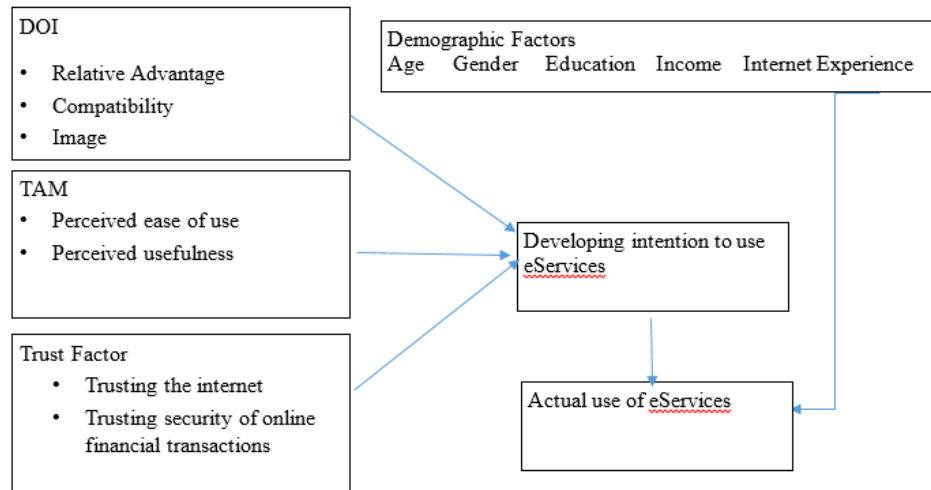 DOI
• Relative Advantage
• Compatibility
• Image
Demographic Factors
Age Gender Education Income Internet Experience
TAM
• Perceived ease of use
• Perceived usefulness
Developing intention to use
eServices
Trust Factor
• Trusting the internet
• Trusting security of online
financial transactions
Actual use of eServices